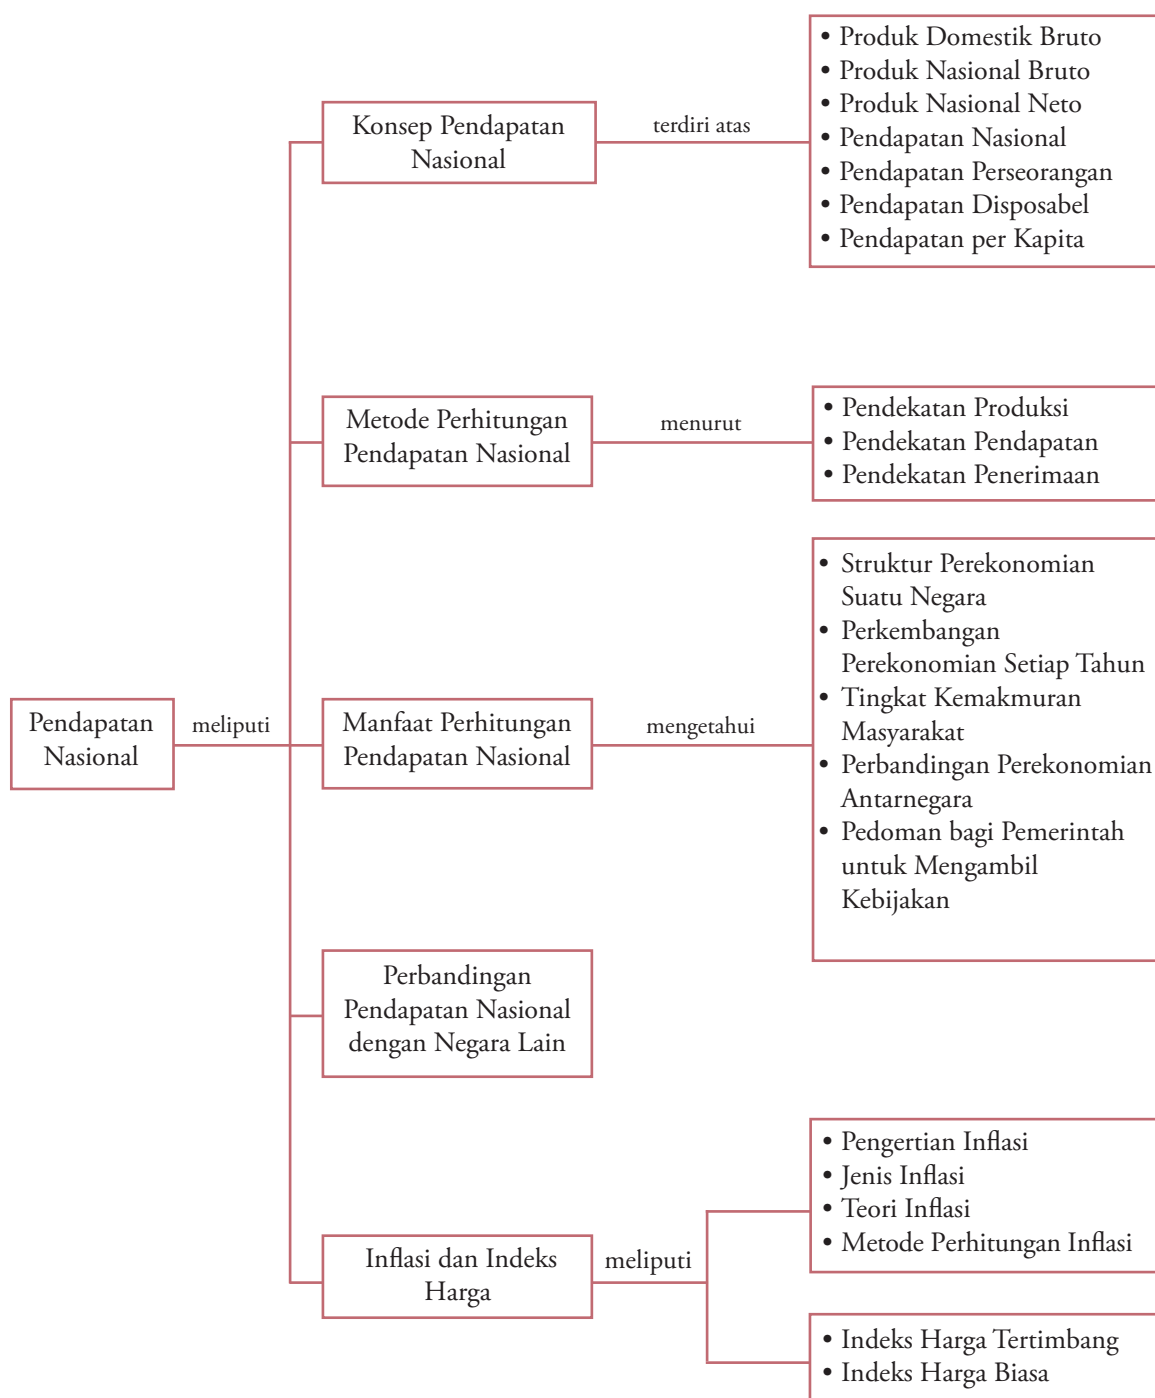 • Produk Domestik Bruto
• Produk Nasional Bruto
• Produk Nasional Neto
• Pendapatan Nasional
• Pendapatan Perseorangan
• Pendapatan Disposabel
• Pendapatan per Kapita
Konsep Pendapatan
Nasional
terdiri atas
Metode Perhitungan
Pendapatan Nasional
menurut
• Pendekatan Produksi
• Pendekatan Pendapatan
• Pendekatan Penerimaan
Pendapatan
Nasional
meliputi
Manfaat Perhitungan
Pendapatan Nasional
mengetahui
• Struktur Perekonomian
Suatu Negara
• Perkembangan
Perekonomian Setiap Tahun
• Tingkat Kemakmuran
Masyarakat
• Perbandingan Perekonomian
Antarnegara
• Pedoman bagi Pemerintah
untuk Mengambil
Kebijakan
Perbandingan
Pendapatan Nasional
dengan Negara Lain
Inflasi dan Indeks
Harga
meliputi
• Pengertian Inflasi
• Jenis Inflasi
• Teori Inflasi
• Metode Perhitungan Inflasi
• Indeks Harga Tertimbang
• Indeks Harga Biasa